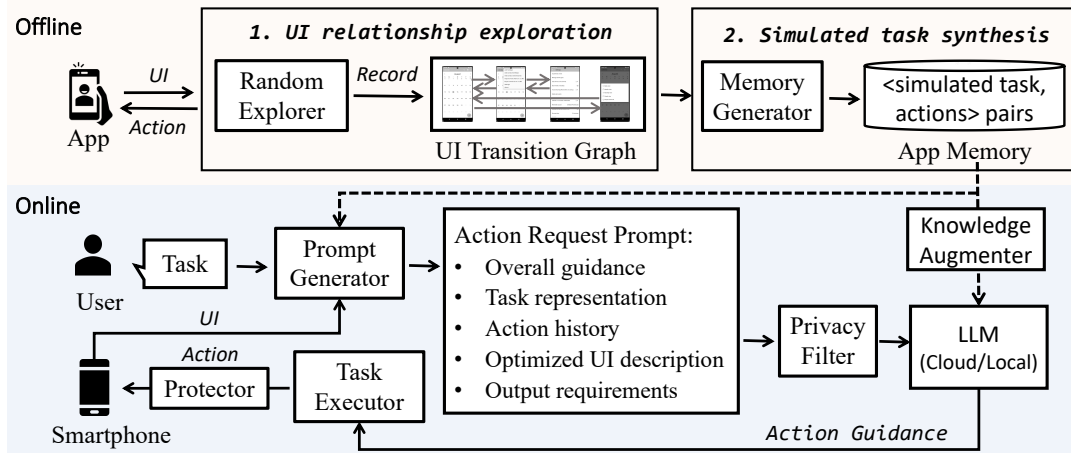 Offline
1. UI relationship exploration
2. Simulated task synthesis
UI
Action
App
Random
Explorer
Record
UI Transition Graph
Memory
Generator
<simulated task,
actions> pairs
App Memory
Online
User
Task
Prompt
Generator
Action Request Prompt:
• Overall guidance
• Task representation
• Action history
• Optimized UI description
• Output requirements
Knowledge
Augmenter
Privacy
Filter
LLM
(Cloud/Local)
UI
Action
Protector
Task
Executor
Smartphone
Action Guidance